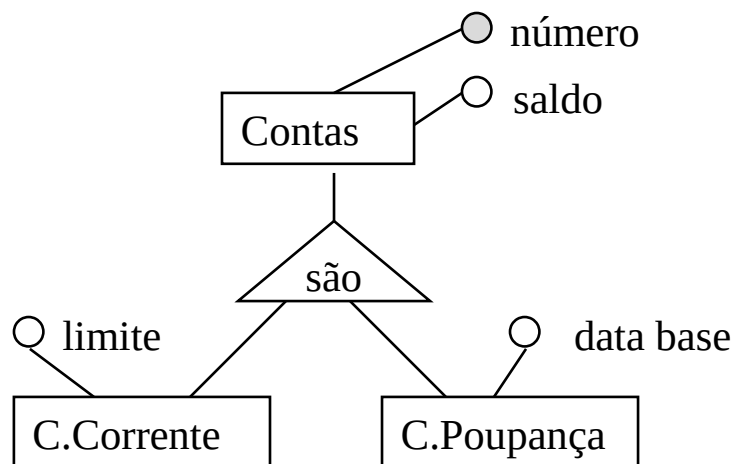 número
saldo
Contas
são
limite
data base
C.Corrente
C.Poupança